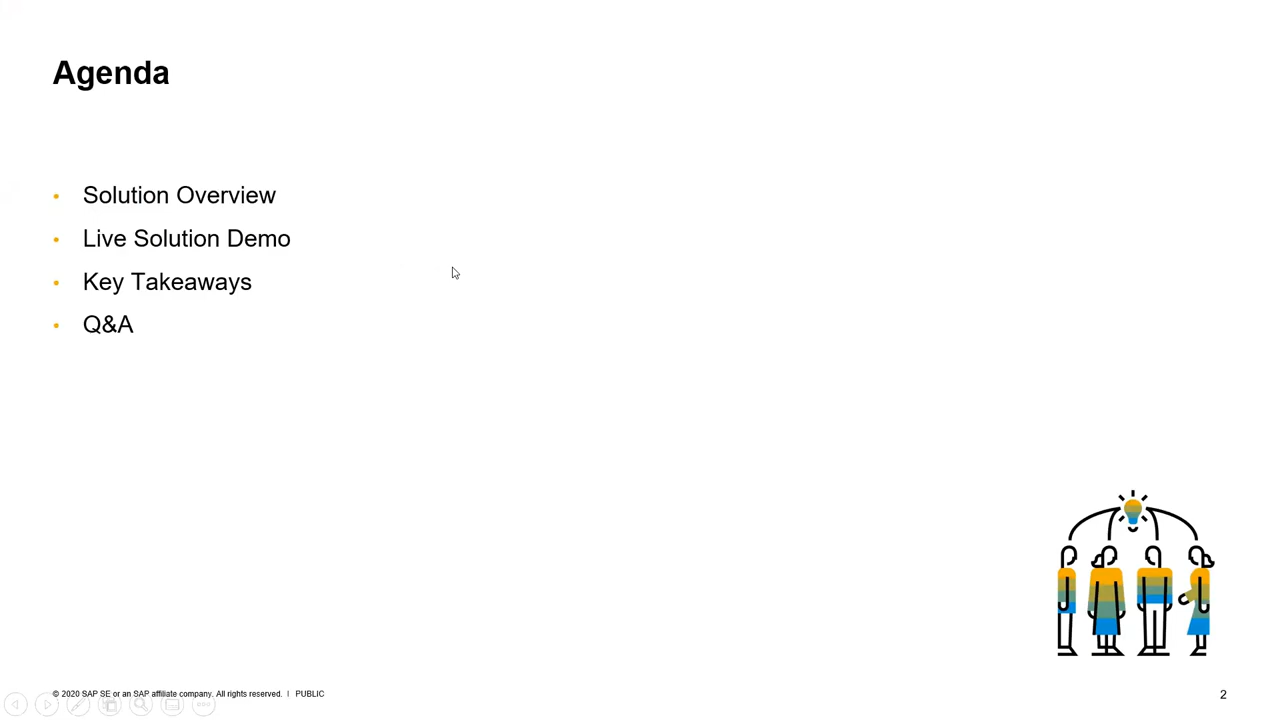 Agenda
• Solution Overview
• Live Solution Demo
• Key Takeaways
• Q&A
© 2020 SAP SE or an SAP affiliate company. All rights reserved. ǀ PUBLIC
2